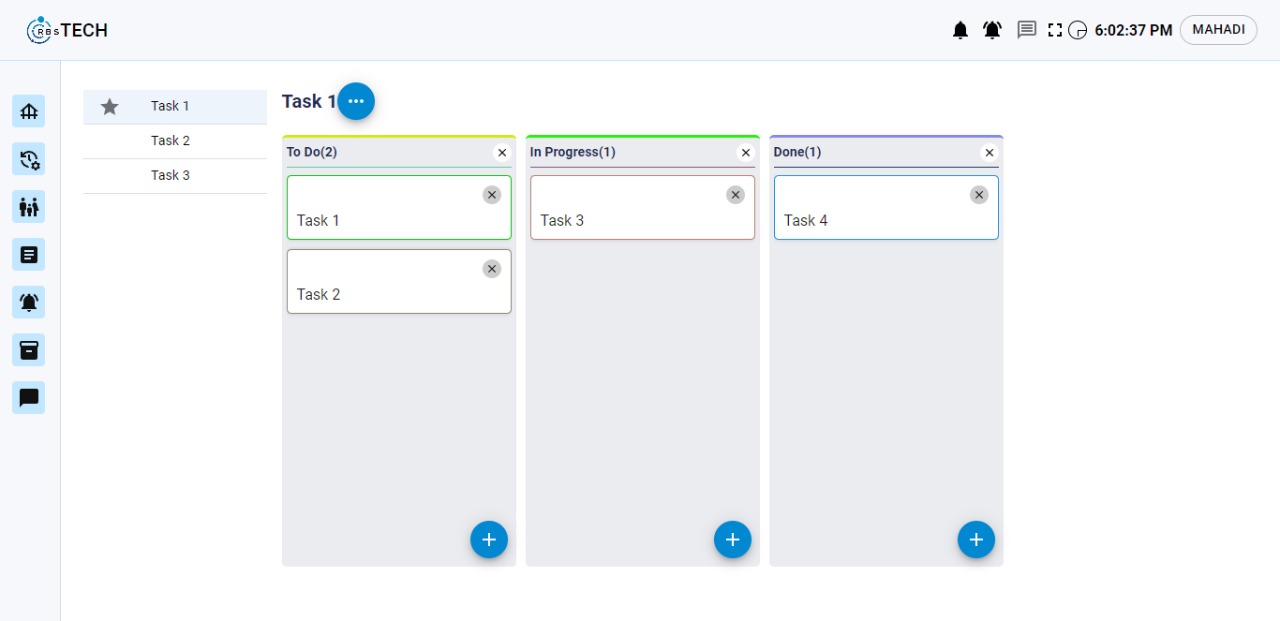 RBS TECH
6:02:37 PM
MAHADI
Task 1
Task 2
Task 3
Task 1
To Do(2)
Task 1
Task 2
In Progress(1)
Task 3
Done(1)
Task 4